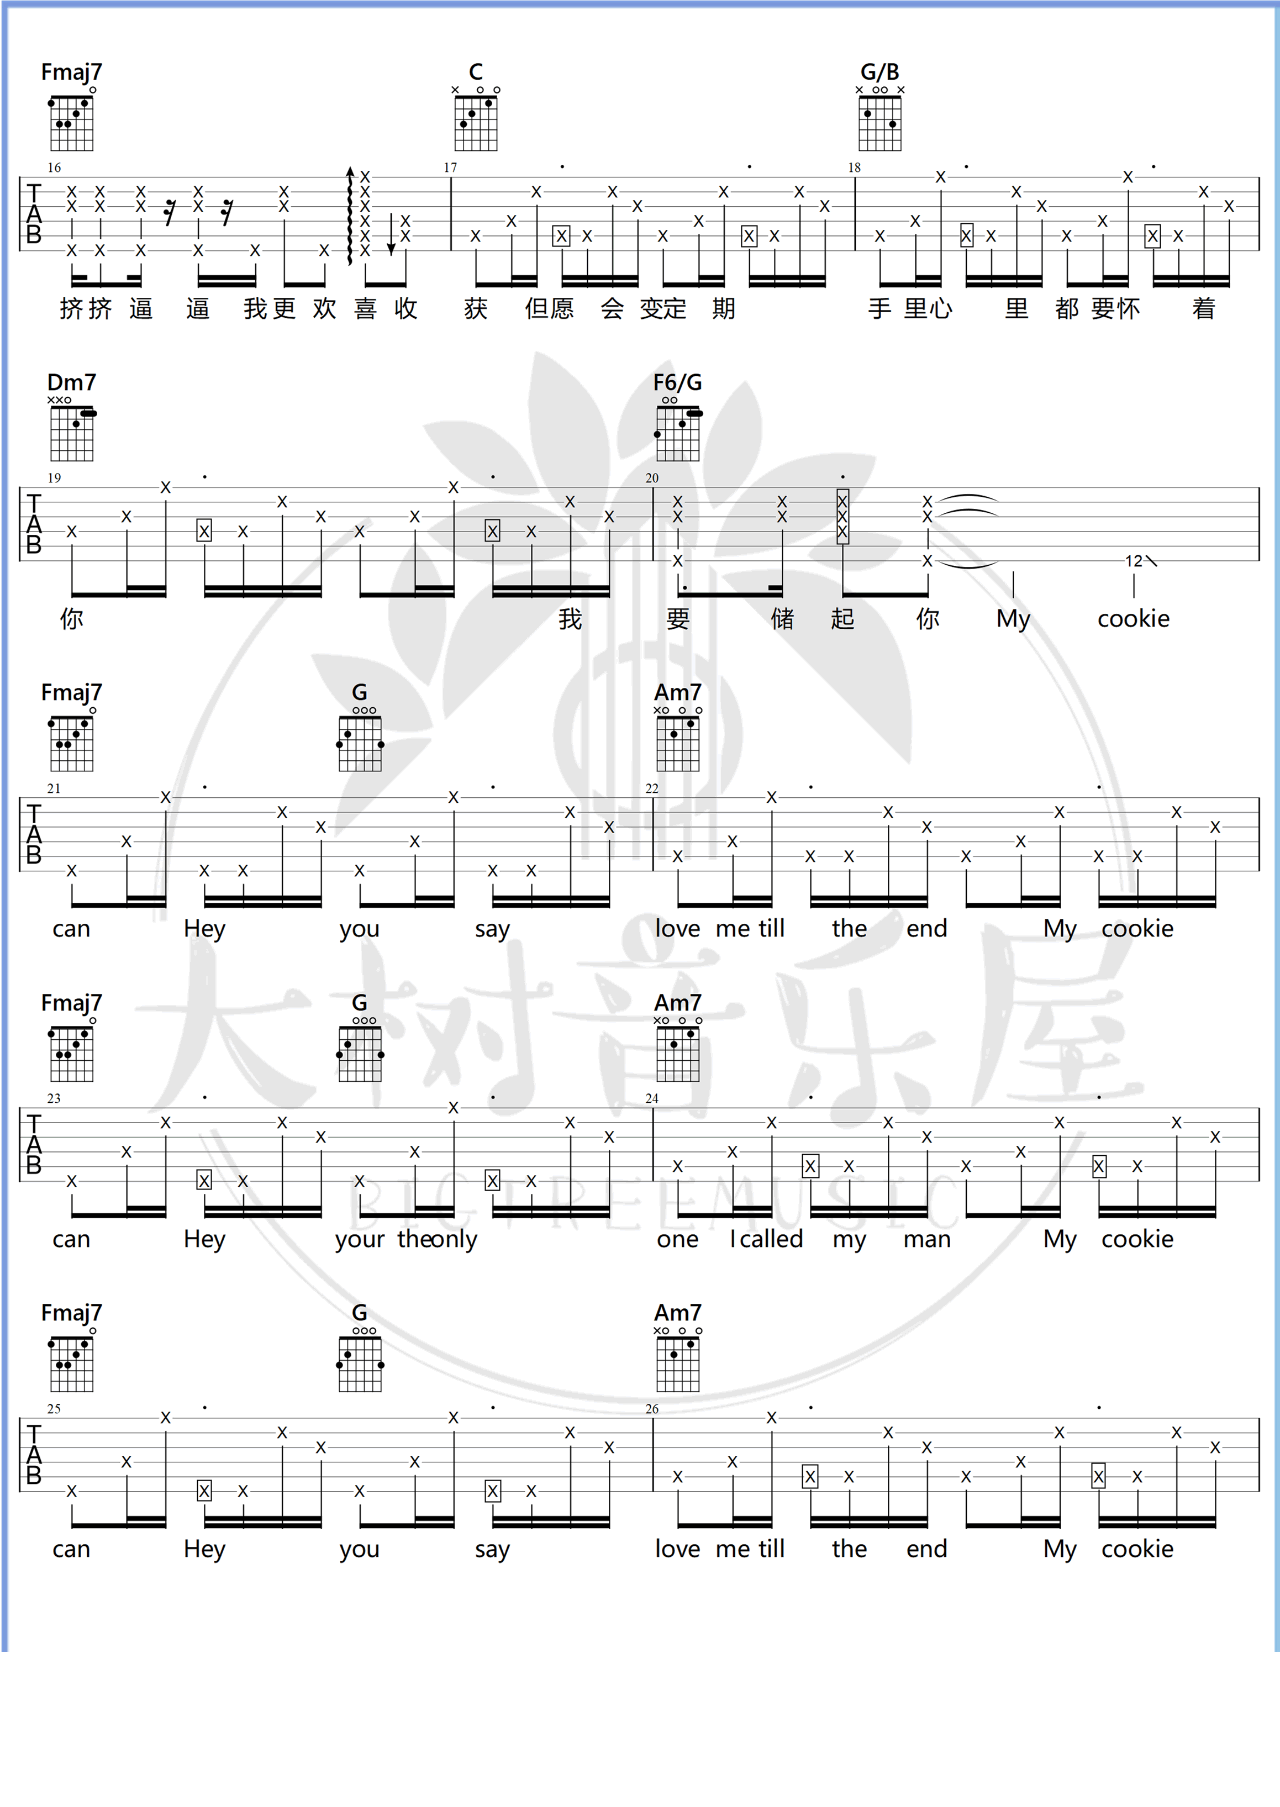 Fmaj7 C G/B
16 17 18
挤挤逼 逼 我更欢喜收 获 但愿 会 变定 期 手 里心 里 都 要怀 着
Dm7 F6/G
19 20
12
你 我 要 储 起 你 My cookie
Fmaj7 G Am7
21 22
can Hey you say love me till the end My cookie
Fmaj7 G Am7
23 24
can Hey your theonly one I called my man My cookie
Fmaj7 G Am7
25 26
can Hey you say love me till the end My cookie
大树音乐屋
BIGTREEMUSIC